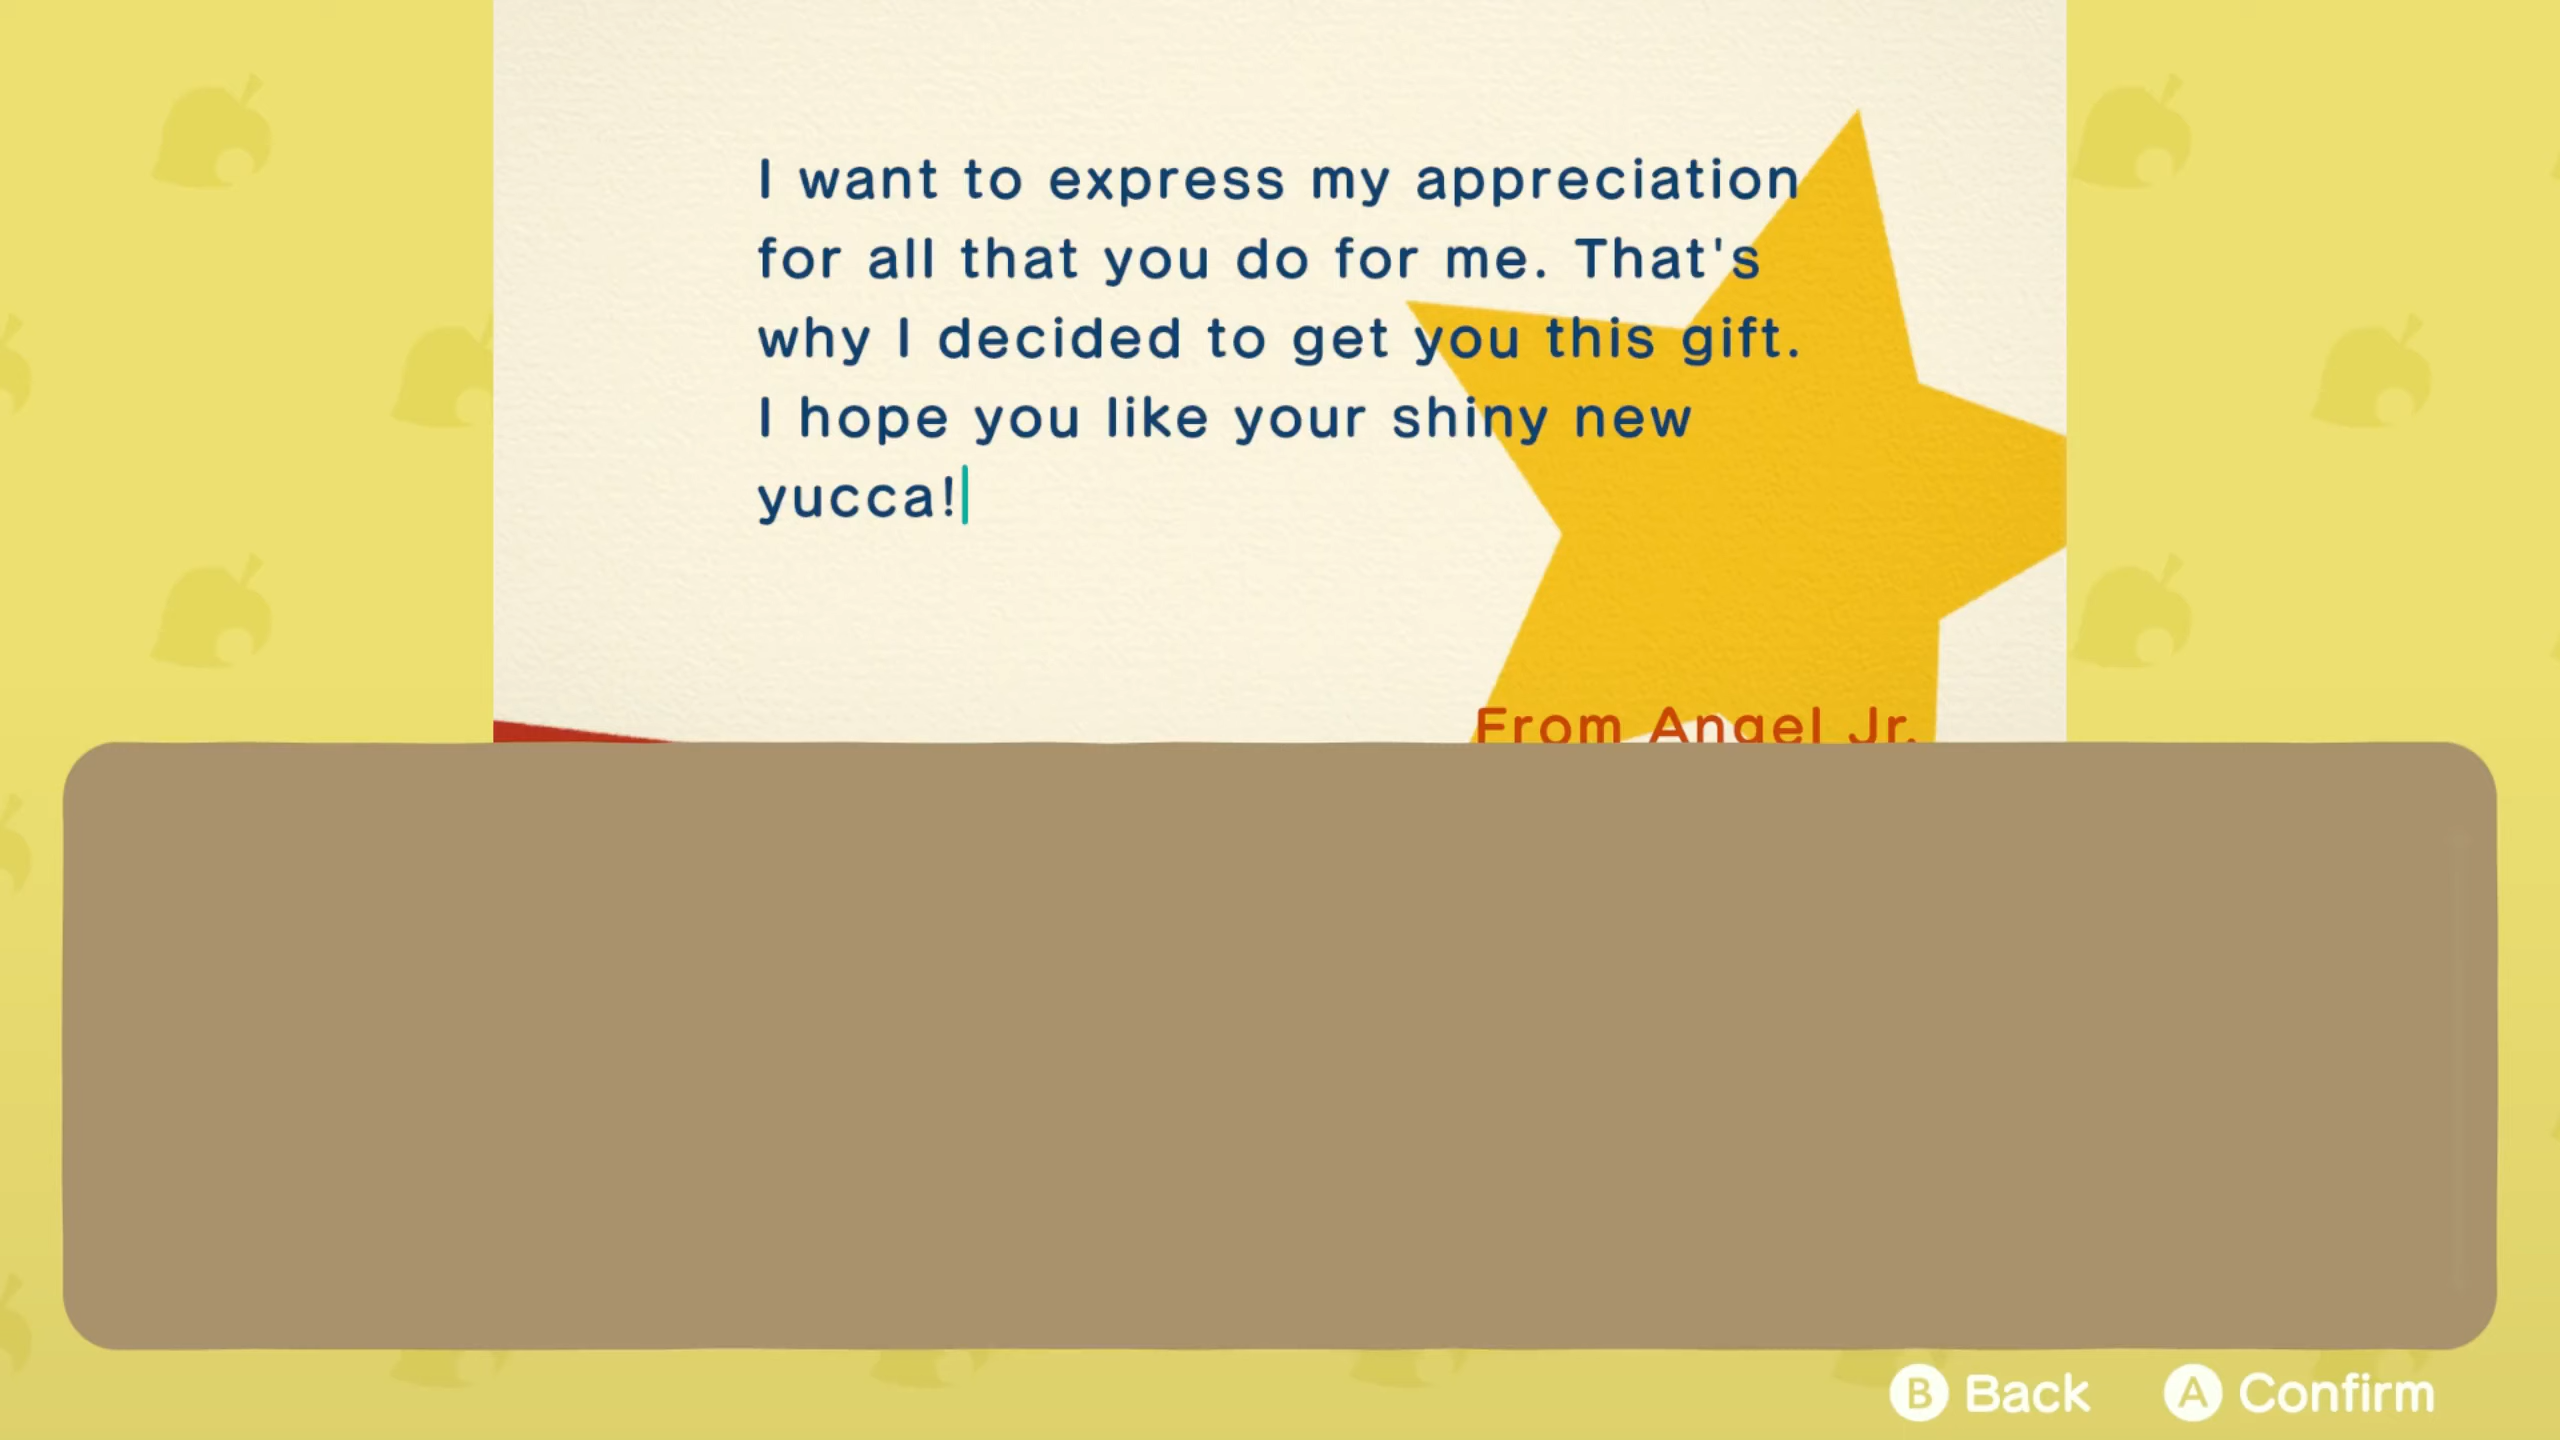 I want to express my appreciation
for all that you do for me. That's
why I decided to get you this gift.
I hope you like your shiny new
yucca!
From Angel Jr.
B Back A Confirm